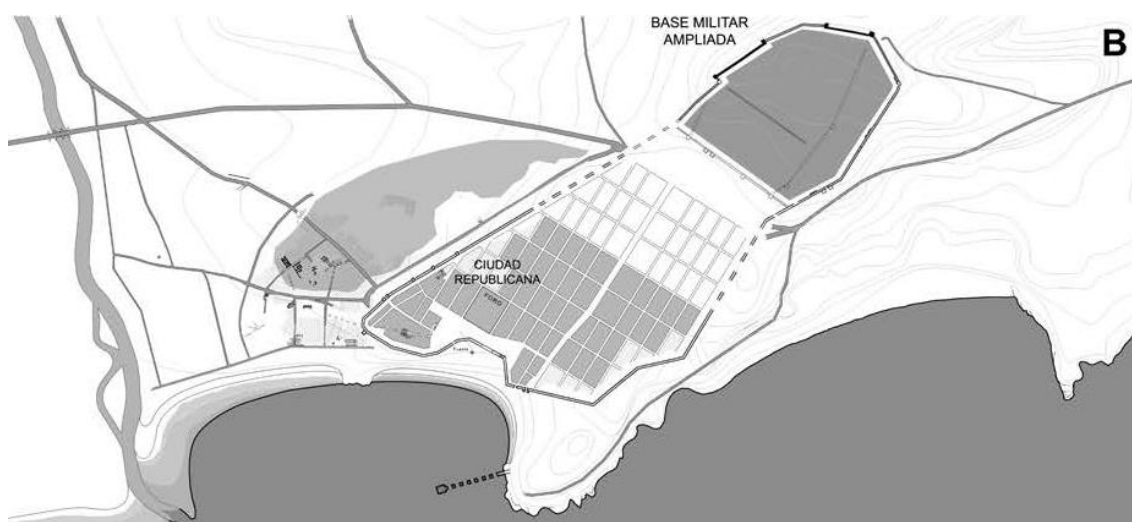 BASE MILITAR
AMPLIADA
B
CIUDAD
REPUBLICANA
FORO